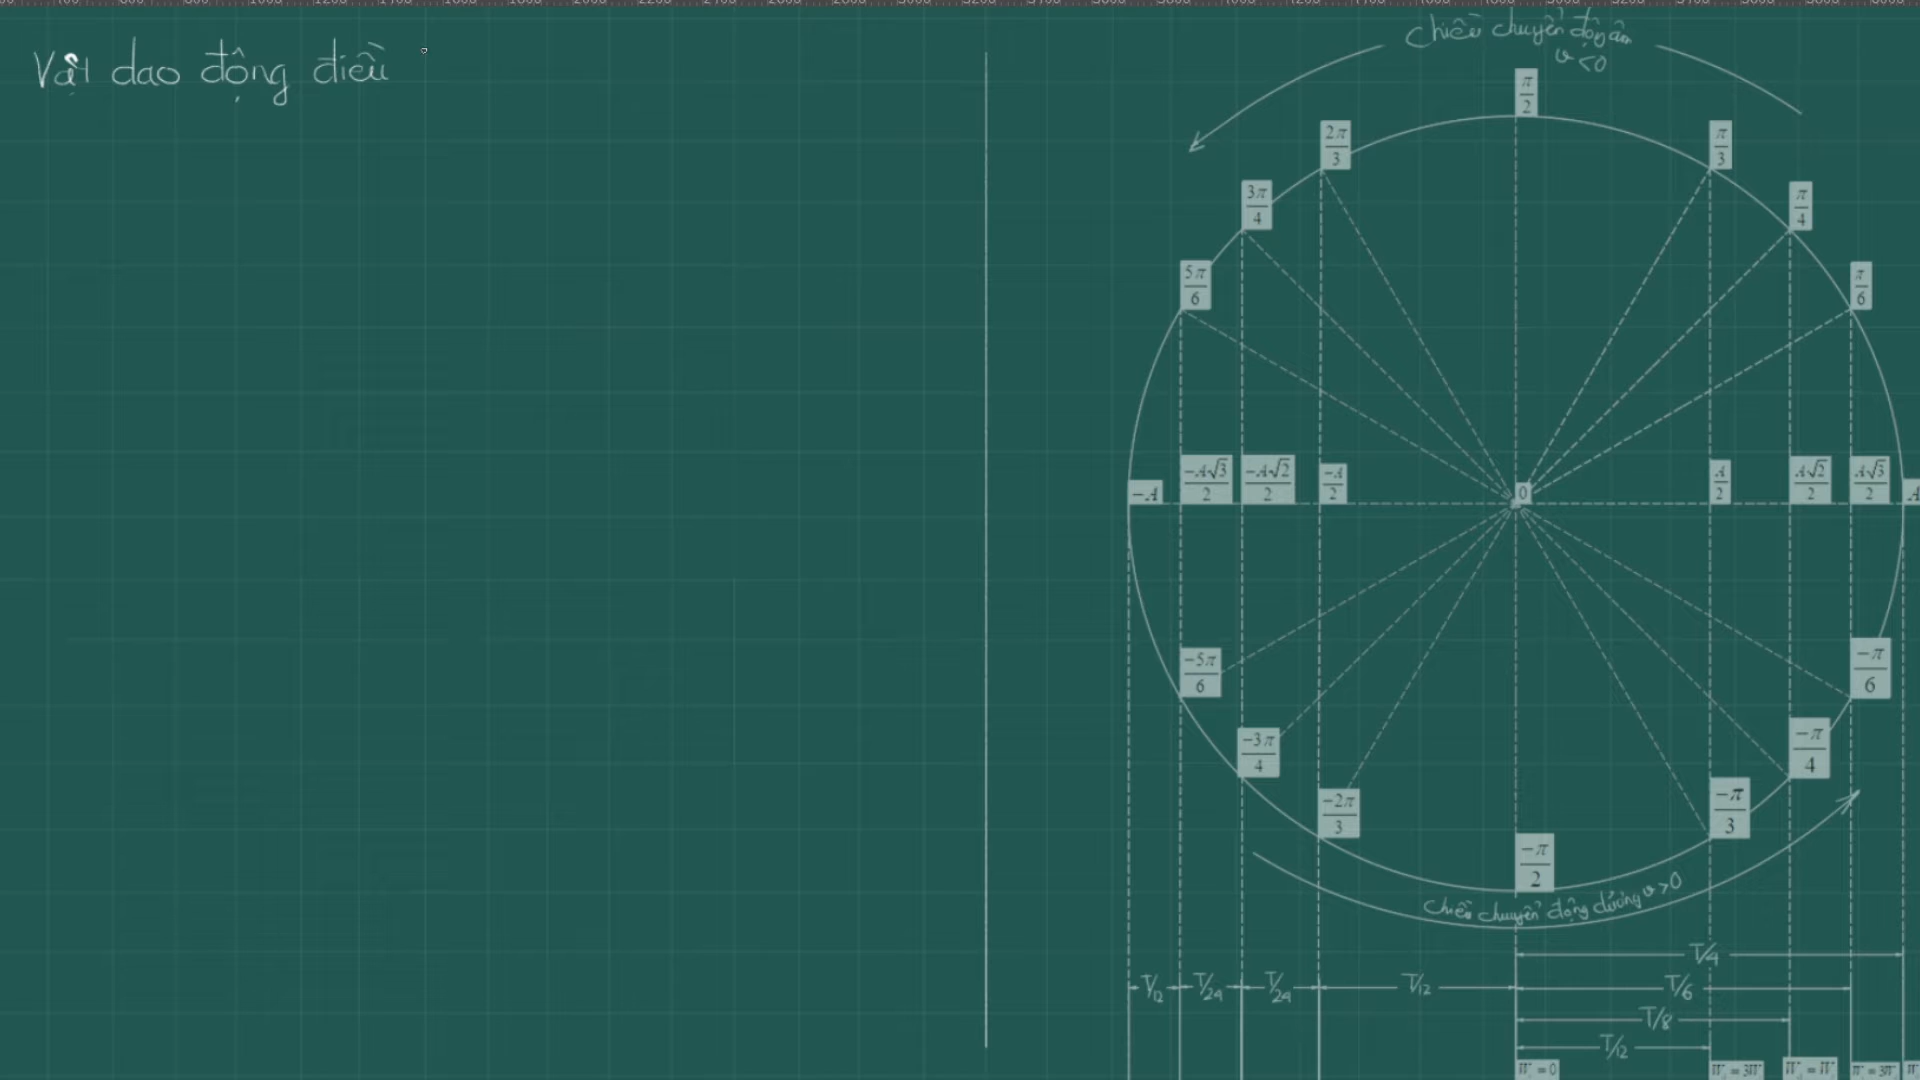 Vật dao động điều
Chiều chuyển động âm
v < 0
π/2
2π/3
π/3
3π/4
π/4
5π/6
π/6
−A
−A√3/2
−A√2/2
−A/2
0
A/2
A√2/2
A√3/2
A
−5π/6
−π/6
−3π/4
−π/4
−2π/3
−π/3
−π/2
Chiều chuyển động dương v > 0
T/4
T/12 T/24 T/24 T/12 T/6
T/8
T/12